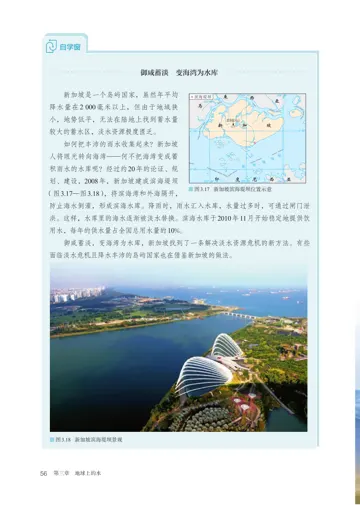 自学窗
御咸蓄淡 变海湾为水库
新加坡是一个岛屿国家，虽然年平均
降水量在2 000毫米以上，但由于地域狭
小，地势低平，无法在陆地上找到蓄水量
较大的蓄水区，淡水资源极度匮乏。
如何把丰沛的雨水收集起来？新加坡
人将眼光转向海湾——何不把海湾变成蓄
积雨水的水库呢？经过约20年的论证、规
划、建设，2008年，新加坡建成滨海堤坝
（图3.17—图3.18），将滨海湾和外海隔开，
防止海水倒灌，形成滨海水库。降雨时，雨水汇入水库，水量过多时，可通过闸门泄
洪。这样，水库里的海水逐渐被淡水替换。滨海水库于2010年11月开始稳定地提供饮
用水，每年的供水量占全国总用水量的10%。
御咸蓄淡，变海湾为水库，新加坡找到了一条解决淡水资源危机的新方法。有些
面临淡水危机且降水丰沛的岛屿国家也在借鉴新加坡的做法。
图3.17 新加坡滨海堤坝位置示意
图3.18 新加坡滨海堤坝景观
56 第三章 地球上的水